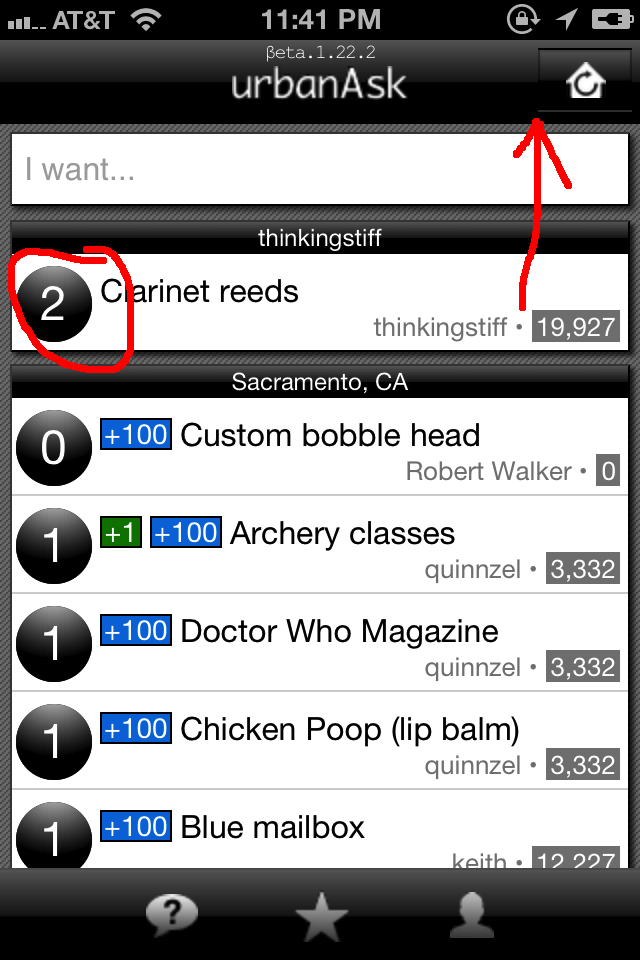 AT&T 11:41 PM
βeta.1.22.2
urbanAsk
I want...
thinkingstiff
2 Clarinet reeds
thinkingstiff • 19,927
Sacramento, CA
0 +100 Custom bobble head
Robert Walker • 0
1 +1 +100 Archery classes
quinnzel • 3,332
1 +100 Doctor Who Magazine
quinnzel • 3,332
1 +100 Chicken Poop (lip balm)
quinnzel • 3,332
1 +100 Blue mailbox
keith • 12,227
?